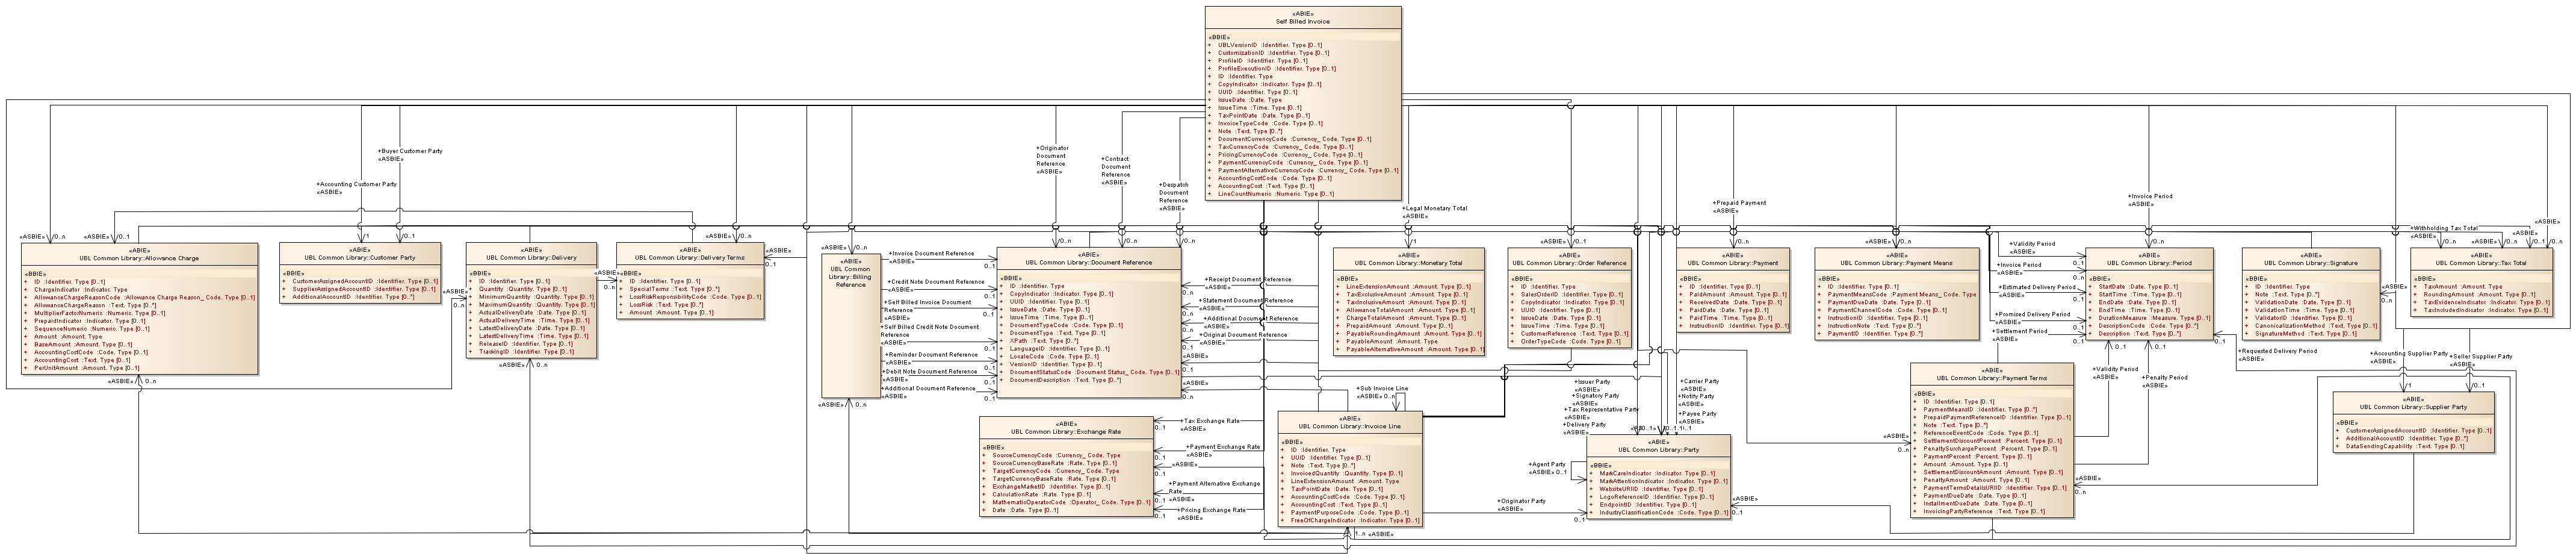 «ABIE»
Self Billed Invoice
«BBIE»
+ UBLVersionID :Identifier. Type [0..1]
+ CustomizationID :Identifier. Type [0..1]
+ ProfileID :Identifier. Type [0..1]
+ ProfileExecutionID :Identifier. Type [0..1]
+ ID :Identifier. Type
+ CopyIndicator :Indicator. Type [0..1]
+ UUID :Identifier. Type [0..1]
+ IssueDate :Date. Type
+ IssueTime :Time. Type [0..1]
+ TaxPointDate :Date. Type [0..1]
+ InvoiceTypeCode :Code. Type [0..1]
+ Note :Text. Type [0..*]
+ DocumentCurrencyCode :Currency_ Code. Type [0..1]
+ TaxCurrencyCode :Currency_ Code. Type [0..1]
+ PricingCurrencyCode :Currency_ Code. Type [0..1]
+ PaymentCurrencyCode :Currency_ Code. Type [0..1]
+ PaymentAlternativeCurrencyCode :Currency_ Code. Type [0..1]
+ AccountingCostCode :Code. Type [0..1]
+ AccountingCost :Text. Type [0..1]
+ LineCountNumeric :Numeric. Type [0..1]
+Buyer Customer Party
«ASBIE»
+Accounting Customer Party
«ASBIE»
+Originator
Document
Reference
«ASBIE»
+Contract
Document
Reference
«ASBIE»
+Despatch
Document
Reference
«ASBIE»
+Legal Monetary Total
«ASBIE»
+Prepaid Payment
«ASBIE»
+Invoice Period
«ASBIE»
+Withholding Tax Total
«ASBIE»
«ABIE»
UBL Common Library::Allowance Charge
«BBIE»
+ ID :Identifier. Type [0..1]
+ ChargeIndicator :Indicator. Type
+ AllowanceChargeReasonCode :Allowance Charge Reason_ Code. Type [0..1]
+ AllowanceChargeReason :Text. Type [0..*]
+ MultiplierFactorNumeric :Numeric. Type [0..1]
+ PrepaidIndicator :Indicator. Type [0..1]
+ SequenceNumeric :Numeric. Type [0..1]
+ Amount :Amount. Type
+ BaseAmount :Amount. Type [0..1]
+ AccountingCostCode :Code. Type [0..1]
+ AccountingCost :Text. Type [0..1]
+ PerUnitAmount :Amount. Type [0..1]
«ABIE»
UBL Common Library::Customer Party
«BBIE»
+ CustomerAssignedAccountID :Identifier. Type [0..1]
+ SupplierAssignedAccountID :Identifier. Type [0..1]
+ AdditionalAccountID :Identifier. Type [0..*]
«ABIE»
UBL Common Library::Delivery
«BBIE»
+ ID :Identifier. Type [0..1]
+ Quantity :Quantity. Type [0..1]
+ MinimumQuantity :Quantity. Type [0..1]
+ MaximumQuantity :Quantity. Type [0..1]
+ ActualDeliveryDate :Date. Type [0..1]
+ ActualDeliveryTime :Time. Type [0..1]
+ LatestDeliveryDate :Date. Type [0..1]
+ LatestDeliveryTime :Time. Type [0..1]
+ ReleaseID :Identifier. Type [0..1]
+ TrackingID :Identifier. Type [0..1]
«ABIE»
UBL Common Library::Delivery Terms
«BBIE»
+ ID :Identifier. Type [0..1]
+ SpecialTerms :Text. Type [0..*]
+ LossRiskResponsibilityCode :Code. Type [0..1]
+ LossRisk :Text. Type [0..*]
+ Amount :Amount. Type [0..1]
«ABIE»
UBL Common
Library::Billing
Reference
+Invoice Document Reference
«ASBIE»
+Credit Note Document Reference
«ASBIE»
+Self Billed Invoice Document
Reference
«ASBIE»
+Self Billed Credit Note Document
Reference
«ASBIE»
+Reminder Document Reference
«ASBIE»
+Debit Note Document Reference
«ASBIE»
+Additional Document Reference
«ASBIE»
«ABIE»
UBL Common Library::Document Reference
«BBIE»
+ ID :Identifier. Type
+ CopyIndicator :Indicator. Type [0..1]
+ UUID :Identifier. Type [0..1]
+ IssueDate :Date. Type [0..1]
+ IssueTime :Time. Type [0..1]
+ DocumentTypeCode :Code. Type [0..1]
+ DocumentType :Text. Type [0..1]
+ XPath :Text. Type [0..*]
+ LanguageID :Identifier. Type [0..1]
+ LocaleCode :Code. Type [0..1]
+ VersionID :Identifier. Type [0..1]
+ DocumentStatusCode :Document Status_ Code. Type [0..1]
+ DocumentDescription :Text. Type [0..*]
+Receipt Document Reference
«ASBIE»
+Statement Document Reference
«ASBIE»
+Additional Document Reference
«ASBIE»
+Original Document Reference
«ASBIE»
«ABIE»
UBL Common Library::Monetary Total
«BBIE»
+ LineExtensionAmount :Amount. Type [0..1]
+ TaxExclusiveAmount :Amount. Type [0..1]
+ TaxInclusiveAmount :Amount. Type [0..1]
+ AllowanceTotalAmount :Amount. Type [0..1]
+ ChargeTotalAmount :Amount. Type [0..1]
+ PrepaidAmount :Amount. Type [0..1]
+ PayableRoundingAmount :Amount. Type [0..1]
+ PayableAmount :Amount. Type
+ PayableAlternativeAmount :Amount. Type [0..1]
«ABIE»
UBL Common Library::Order Reference
«BBIE»
+ ID :Identifier. Type
+ SalesOrderID :Identifier. Type [0..1]
+ CopyIndicator :Indicator. Type [0..1]
+ UUID :Identifier. Type [0..1]
+ IssueDate :Date. Type [0..1]
+ IssueTime :Time. Type [0..1]
+ CustomerReference :Text. Type [0..1]
+ OrderTypeCode :Code. Type [0..1]
«ABIE»
UBL Common Library::Payment
«BBIE»
+ ID :Identifier. Type [0..1]
+ PaidAmount :Amount. Type [0..1]
+ ReceivedDate :Date. Type [0..1]
+ PaidDate :Date. Type [0..1]
+ PaidTime :Time. Type [0..1]
+ InstructionID :Identifier. Type [0..1]
«ABIE»
UBL Common Library::Payment Means
«BBIE»
+ ID :Identifier. Type [0..1]
+ PaymentMeansCode :Payment Means_ Code. Type
+ PaymentDueDate :Date. Type [0..1]
+ PaymentChannelCode :Code. Type [0..1]
+ InstructionID :Identifier. Type [0..1]
+ InstructionNote :Text. Type [0..*]
+ PaymentID :Identifier. Type [0..*]
+Validity Period
«ASBIE»
+Invoice Period
«ASBIE»
+Estimated Delivery Period
«ASBIE»
+Promised Delivery Period
«ASBIE»
+Settlement Period
«ASBIE»
«ABIE»
UBL Common Library::Period
«BBIE»
+ StartDate :Date. Type [0..1]
+ StartTime :Time. Type [0..1]
+ EndDate :Date. Type [0..1]
+ EndTime :Time. Type [0..1]
+ DurationMeasure :Measure. Type [0..1]
+ DescriptionCode :Code. Type [0..*]
+ Description :Text. Type [0..*]
+Requested Delivery Period
«ASBIE»
+Validity Period
«ASBIE»
+Penalty Period
«ASBIE»
«ABIE»
UBL Common Library::Signature
«BBIE»
+ ID :Identifier. Type
+ Note :Text. Type [0..*]
+ ValidationDate :Date. Type [0..1]
+ ValidationTime :Time. Type [0..1]
+ ValidatorID :Identifier. Type [0..1]
+ CanonicalizationMethod :Text. Type [0..1]
+ SignatureMethod :Text. Type [0..1]
«ABIE»
UBL Common Library::Tax Total
«BBIE»
+ TaxAmount :Amount. Type
+ RoundingAmount :Amount. Type [0..1]
+ TaxEvidenceIndicator :Indicator. Type [0..1]
+ TaxIncludedIndicator :Indicator. Type [0..1]
+Accounting Supplier Party
«ASBIE»
+Seller Supplier Party
«ASBIE»
«ABIE»
UBL Common Library::Supplier Party
«BBIE»
+ CustomerAssignedAccountID :Identifier. Type [0..1]
+ AdditionalAccountID :Identifier. Type [0..*]
+ DataSendingCapability :Text. Type [0..1]
«ABIE»
UBL Common Library::Payment Terms
«BBIE»
+ ID :Identifier. Type [0..1]
+ PaymentMeansID :Identifier. Type [0..*]
+ PrepaidPaymentReferenceID :Identifier. Type [0..1]
+ Note :Text. Type [0..*]
+ ReferenceEventCode :Code. Type [0..1]
+ SettlementDiscountPercent :Percent. Type [0..1]
+ PenaltySurchargePercent :Percent. Type [0..1]
+ PaymentPercent :Percent. Type [0..1]
+ Amount :Amount. Type [0..1]
+ SettlementDiscountAmount :Amount. Type [0..1]
+ PenaltyAmount :Amount. Type [0..1]
+ PaymentTermsDetailsURIID :Identifier. Type [0..1]
+ PaymentDueDate :Date. Type [0..1]
+ InstallmentDueDate :Date. Type [0..1]
+ InvoicingPartyReference :Text. Type [0..1]
«ABIE»
UBL Common Library::Exchange Rate
«BBIE»
+ SourceCurrencyCode :Currency_ Code. Type
+ SourceCurrencyBaseRate :Rate. Type [0..1]
+ TargetCurrencyCode :Currency_ Code. Type
+ TargetCurrencyBaseRate :Rate. Type [0..1]
+ ExchangeMarketID :Identifier. Type [0..1]
+ CalculationRate :Rate. Type [0..1]
+ MathematicOperatorCode :Operator_ Code. Type [0..1]
+ Date :Date. Type [0..1]
+Tax Exchange Rate
«ASBIE»
+Payment Exchange Rate
«ASBIE»
+Payment Alternative Exchange
Rate
«ASBIE»
+Pricing Exchange Rate
«ASBIE»
+Sub Invoice Line
«ASBIE» 0..n
«ABIE»
UBL Common Library::Invoice Line
«BBIE»
+ ID :Identifier. Type
+ UUID :Identifier. Type [0..1]
+ Note :Text. Type [0..*]
+ InvoicedQuantity :Quantity. Type [0..1]
+ LineExtensionAmount :Amount. Type
+ TaxPointDate :Date. Type [0..1]
+ AccountingCostCode :Code. Type [0..1]
+ AccountingCost :Text. Type [0..1]
+ PaymentPurposeCode :Code. Type [0..1]
+ FreeOfChargeIndicator :Indicator. Type [0..1]
1..n «ASBIE»
+Issuer Party
«ASBIE»
+Signatory Party
«ASBIE»
+Tax Representative Party
«ASBIE»
+Delivery Party
«ASBIE»
+Carrier Party
«ASBIE»
+Notify Party
«ASBIE»
+Payee Party
«ASBIE»
+Agent Party
«ASBIE» 0..1
+Originator Party
«ASBIE»
0..1
«ABIE»
UBL Common Library::Party
«BBIE»
+ MarkCareIndicator :Indicator. Type [0..1]
+ MarkAttentionIndicator :Indicator. Type [0..1]
+ WebsiteURIID :Identifier. Type [0..1]
+ LogoReferenceID :Identifier. Type [0..1]
+ EndpointID :Identifier. Type [0..1]
+ IndustryClassificationCode :Code. Type [0..1]
«ASBIE»
0..1